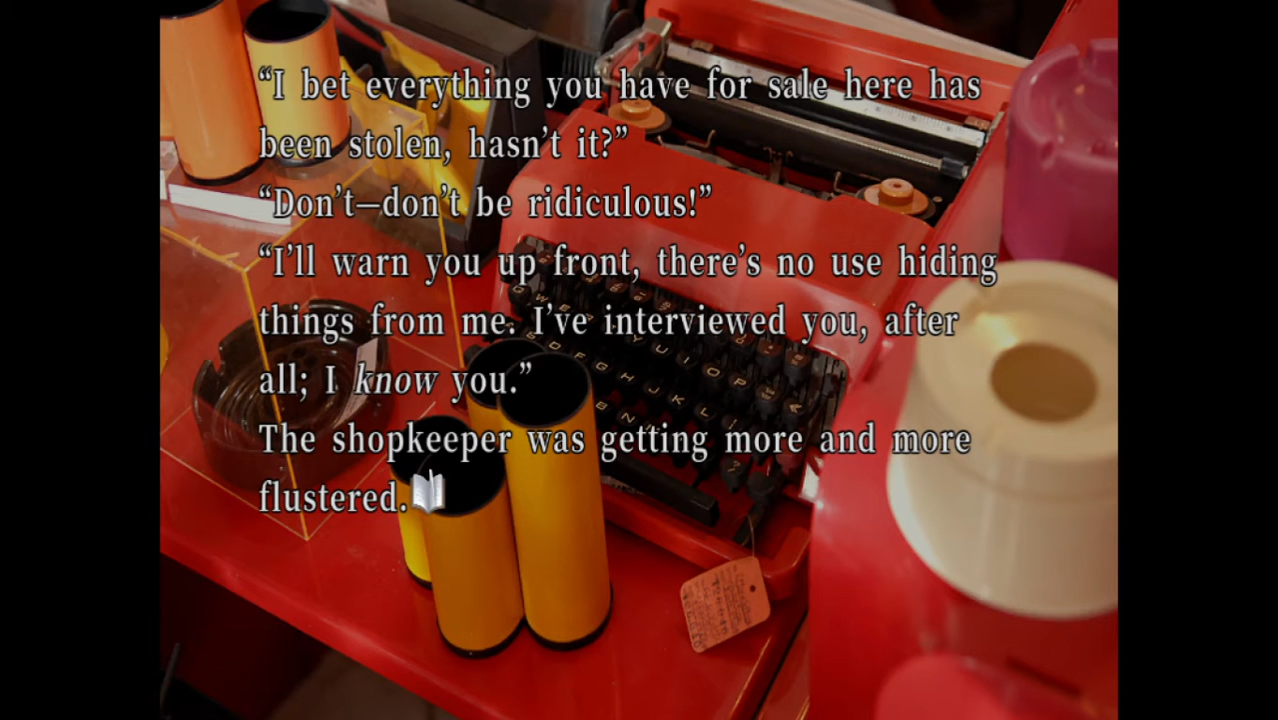 “I bet everything you have for sale here has
been stolen, hasn’t it?”
“Don’t—don’t be ridiculous!”
“I’ll warn you up front, there’s no use hiding
things from me. I’ve interviewed you, after
all; I know you.”
The shopkeeper was getting more and more
flustered.